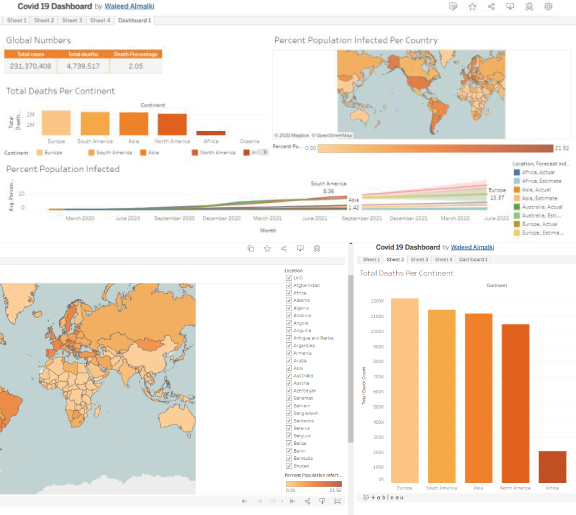 Covid 19 Dashboard by Waleed Almalki
Sheet 1 Sheet 2 Sheet 3 Sheet 4 Dashboard 1
Global Numbers
Total cases Total deaths Death Percentage
231,370,408 4,739,517 2.05
Total Deaths Per Continent
Continent
Total Death..
2M
1M
Europe South America Asia North America Africa Oceania
Continent Europe South America Asia North America Africa
Percent Population Infected Per Country
© 2021 Mapbox © OpenStreetMap
Percent Po.. 0.00 21.52
Percent Population Infected
Avg. Percen..
10
0
South America
8.36
Asia
1.42
Europe
10.37
March 2020 June 2020 September 2020 December 2020 March 2021 June 2021 September 2021 December 2021 March 2022 June 2022
Month
Location, Forecast ind...
Africa, Actual
Africa, Estimate
Asia, Actual
Asia, Estimate
Australia, Actual
Australia, Esti...
Europe, Actual
Europe, Estima...
Location
(All)
Afghanistan
Africa
Albania
Algeria
Andorra
Angola
Anguilla
Antigua and Barbu
Argentina
Armenia
Aruba
Asia
Australia
Austria
Azerbaijan
Bahamas
Bahrain
Bangladesh
Barbados
Belarus
Belgium
Belize
Benin
Bermuda
Bhutan
Percent Population Infect..
0.00 21.52
Covid 19 Dashboard by Waleed Almalki
Sheet 1 Sheet 2 Sheet 3 Sheet 4 Dashboard 1
Total Deaths Per Continent
Continent
Total Death Count
1200K
1100K
1000K
900K
800K
700K
600K
500K
400K
300K
200K
100K
0K
Europe South America Asia North America Africa
+ a b l e a u